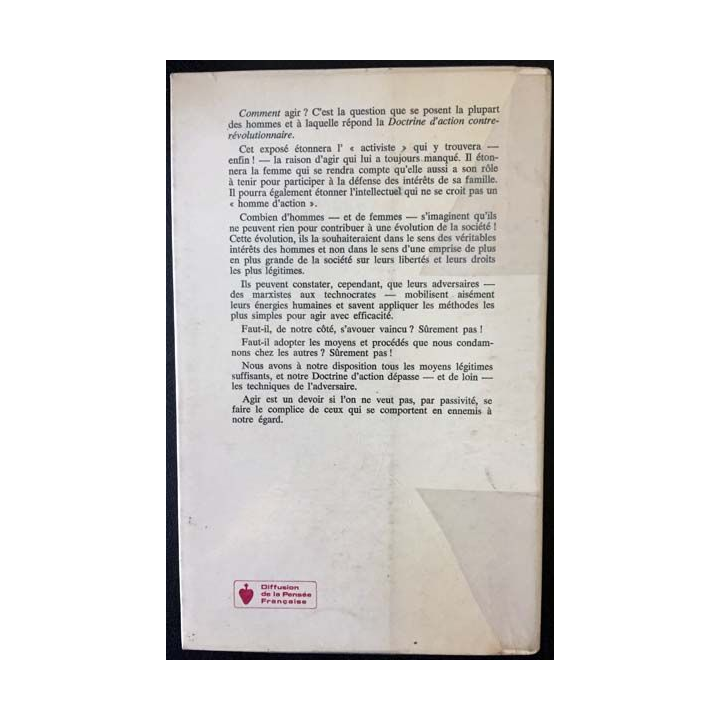 Comment agir ? C'est la question que se posent la plupart
des hommes et à laquelle répond la Doctrine d'action contre-
révolutionnaire.
Cet exposé étonnera l' « activiste » qui y trouvera —
enfin ! — la raison d'agir qui lui a toujours manqué. Il éton-
nera la femme qui se rendra compte qu'elle aussi a son rôle
à tenir pour participer à la défense des intérêts de sa famille.
Il pourra également étonner l'intellectuel qui ne se croit pas un
« homme d'action ».
Combien d'hommes — et de femmes — s'imaginent qu'ils
ne peuvent rien pour contribuer à une évolution de la société !
Cette évolution, ils la souhaiteraient dans le sens des véritables
intérêts des hommes et non dans le sens d'une emprise de plus
en plus grande de la société sur leurs libertés et leurs droits
les plus légitimes.
Ils peuvent constater, cependant, que leurs adversaires —
des marxistes aux technocrates — mobilisent aisément
leurs énergies humaines et savent appliquer les méthodes les
plus simples pour agir avec efficacité.
Faut-il, de notre côté, s'avouer vaincu ? Sûrement pas !
Faut-il adopter les moyens et procédés que nous condam-
nons chez les autres ? Sûrement pas !
Nous avons à notre disposition tous les moyens légitimes
suffisants, et notre Doctrine d'action dépasse — et de loin —
les techniques de l'adversaire.
Agir est un devoir si l'on ne veut pas, par passivité, se
faire le complice de ceux qui se comportent en ennemis à
notre égard.
Diffusion
de la Pensée
Française